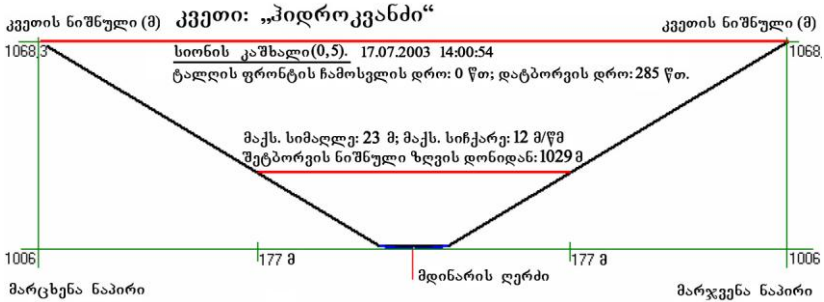 კვეთი: „ჰიდროკვანძი“
კვეთის ნიშნული (მ)
კვეთის ნიშნული (მ)
1068,3
1068,
სიონის კაშხალი(0,5). 17.07.2003 14:00:54
ტალღის ფრონტის ჩამოსვლის დრო: 0 წთ; დატბორვის დრო: 285 წთ.
მაქს. სიმაღლე: 23 მ; მაქს. სიჩქარე: 12 მ/წმ
შეტბორვის ნიშნული ზღვის დონიდან: 1029 მ
1006
177 მ
177 მ
1006
მდინარის ღერძი
მარცხენა ნაპირი
მარჯვენა ნაპირი